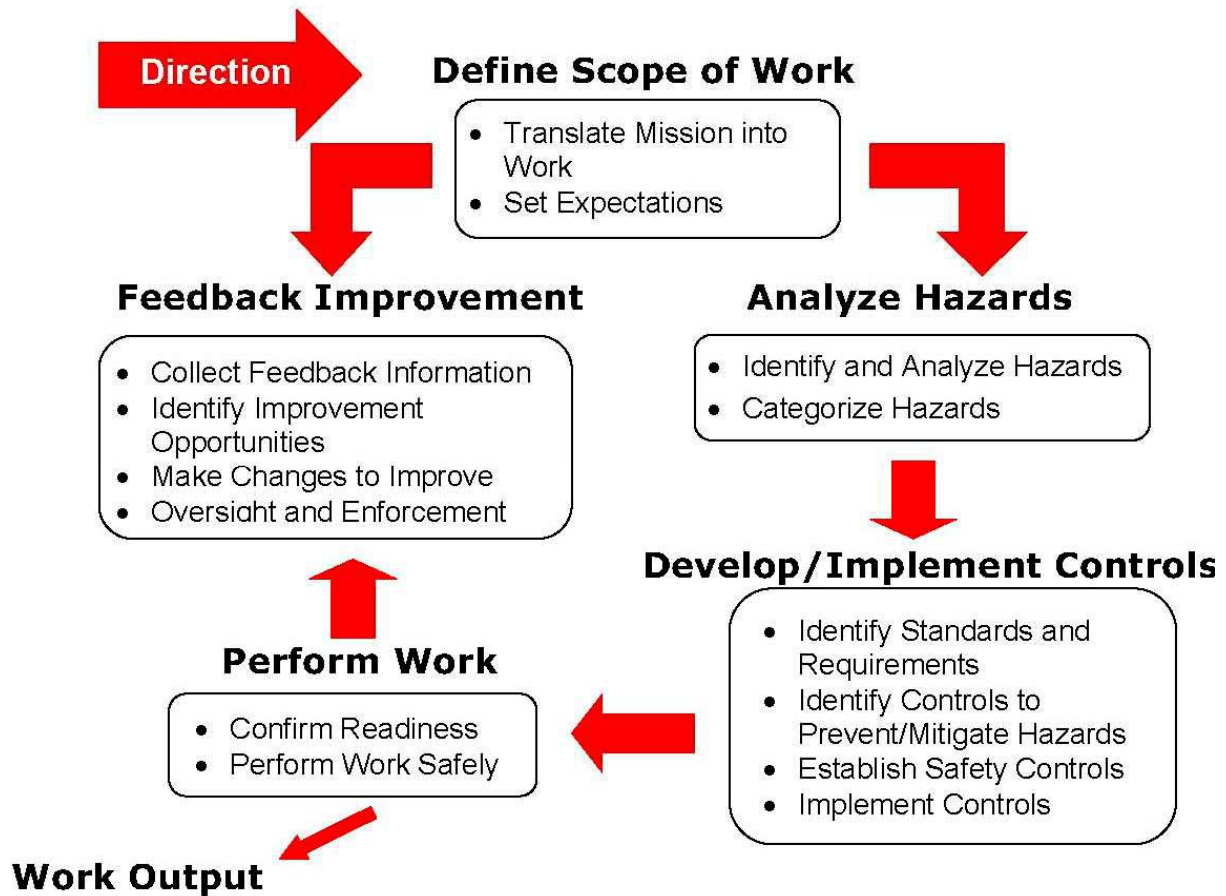 Direction
Define Scope of Work
• Translate Mission into
Work
• Set Expectations
Feedback Improvement
• Collect Feedback Information
• Identify Improvement
Opportunities
• Make Changes to Improve
• Oversight and Enforcement
Analyze Hazards
• Identify and Analyze Hazards
• Categorize Hazards
Develop/Implement Controls
• Identify Standards and
Requirements
• Identify Controls to
Prevent/Mitigate Hazards
• Establish Safety Controls
• Implement Controls
Perform Work
• Confirm Readiness
• Perform Work Safely
Work Output